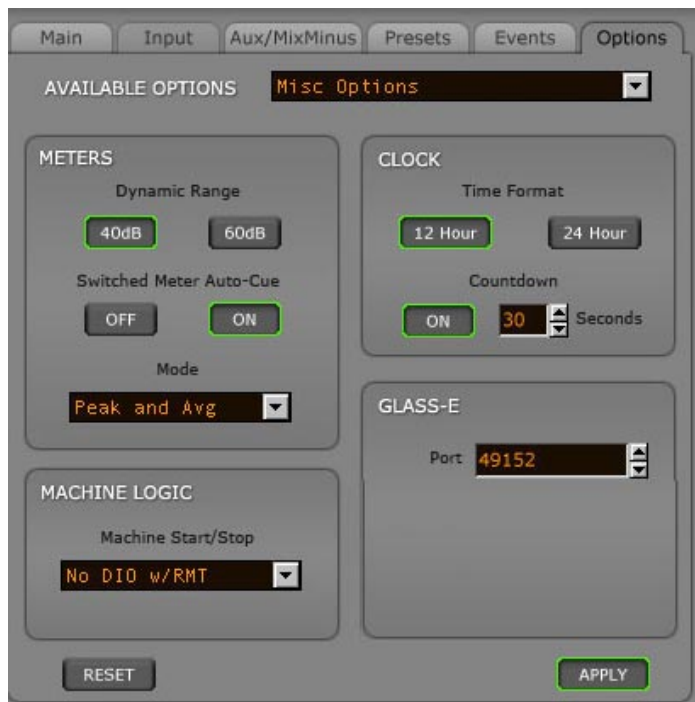 Main Input Aux/MixMinus Presets Events Options
AVAILABLE OPTIONS Misc Options
METERS
Dynamic Range
40dB 60dB
Switched Meter Auto-Cue
OFF ON
Mode
Peak and Avg
MACHINE LOGIC
Machine Start/Stop
No DIO w/RMT
CLOCK
Time Format
12 Hour 24 Hour
Countdown
ON 30 Seconds
GLASS-E
Port 49152
RESET APPLY